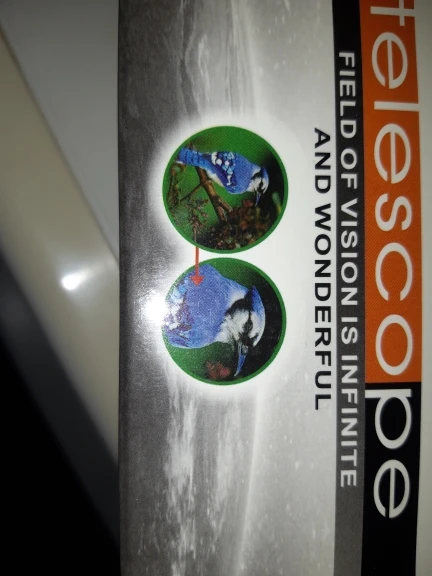 telescope
FIELD OF VISION IS INFINITE
AND WONDERFUL